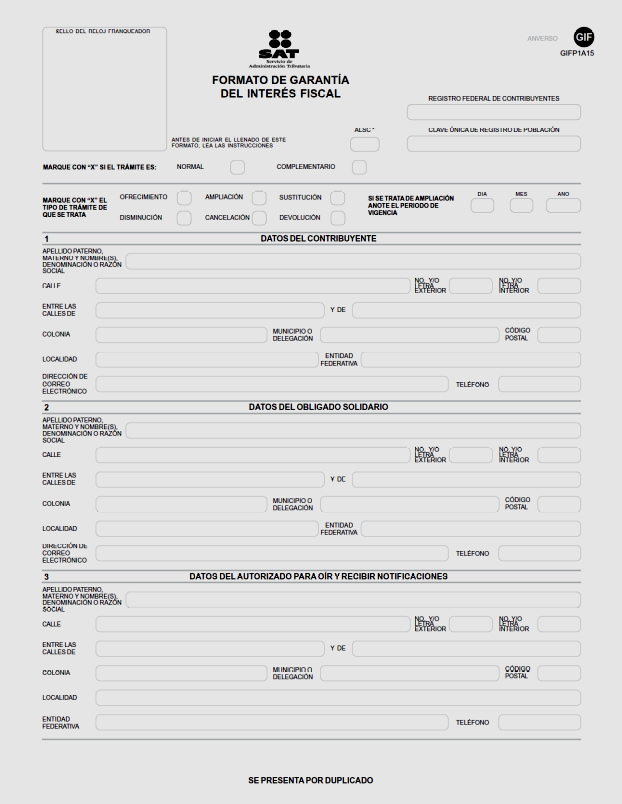 SELLO DEL RELOJ FRANQUEADOR
SAT
Servicio de
Administración Tributaria
ANVERSO
GIF
GIFP1A15
FORMATO DE GARANTÍA
DEL INTERÉS FISCAL
REGISTRO FEDERAL DE CONTRIBUYENTES
ALSC *
CLAVE ÚNICA DE REGISTRO DE POBLACIÓN
ANTES DE INICIAR EL LLENADO DE ESTE
FORMATO, LEA LAS INSTRUCCIONES
MARQUE CON “X” SI EL TRÁMITE ES: NORMAL COMPLEMENTARIO
MARQUE CON “X” EL
TIPO DE TRÁMITE DE
QUE SE TRATA
OFRECIMIENTO AMPLIACIÓN SUSTITUCIÓN
DISMINUCIÓN CANCELACIÓN DEVOLUCIÓN
SI SE TRATA DE AMPLIACIÓN
ANOTE EL PERIODO DE
VIGENCIA
DIA MES ANO
1 DATOS DEL CONTRIBUYENTE
APELLIDO PATERNO,
MATERNO Y NOMBRE(S),
DENOMINACIÓN O RAZÓN
SOCIAL
CALLE
NO. Y/O
LETRA
EXTERIOR
NO. Y/O
LETRA
INTERIOR
ENTRE LAS
CALLES DE
Y DE
COLONIA
MUNICIPIO O
DELEGACIÓN
CÓDIGO
POSTAL
LOCALIDAD
ENTIDAD
FEDERATIVA
DIRECCIÓN DE
CORREO
ELECTRÓNICO
TELÉFONO
2 DATOS DEL OBLIGADO SOLIDARIO
APELLIDO PATERNO,
MATERNO Y NOMBRE(S),
DENOMINACIÓN O RAZÓN
SOCIAL
CALLE
NO. Y/O
LETRA
EXTERIOR
NO. Y/O
LETRA
INTERIOR
ENTRE LAS
CALLES DE
Y DE
COLONIA
MUNICIPIO O
DELEGACIÓN
CÓDIGO
POSTAL
LOCALIDAD
ENTIDAD
FEDERATIVA
DIRECCIÓN DE
CORREO
ELECTRÓNICO
TELÉFONO
3 DATOS DEL AUTORIZADO PARA OÍR Y RECIBIR NOTIFICACIONES
APELLIDO PATERNO,
MATERNO Y NOMBRE(S),
DENOMINACIÓN O RAZÓN
SOCIAL
CALLE
NO. Y/O
LETRA
EXTERIOR
NO. Y/O
LETRA
INTERIOR
ENTRE LAS
CALLES DE
Y DE
COLONIA
MUNICIPIO O
DELEGACIÓN
CÓDIGO
POSTAL
LOCALIDAD
ENTIDAD
FEDERATIVA
TELÉFONO
SE PRESENTA POR DUPLICADO